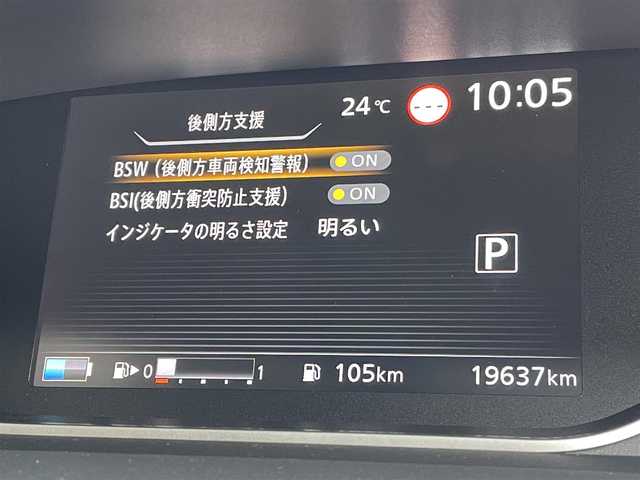 後側方支援 24℃ --- 10:05
BSW (後側方車両検知警報) ON
BSI(後側方衝突防止支援) ON
インジケータの明るさ設定 明るい
P
0 1 105km 19637km